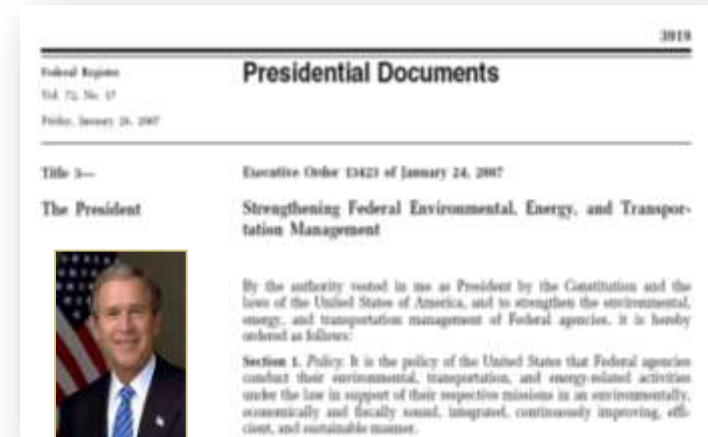 3919
Presidential Documents
Federal Register
Vol. 72, No. 17
Friday, January 26, 2007
Title 3—
Executive Order 13423 of January 24, 2007
The President
Strengthening Federal Environmental, Energy, and Transpor-
tation Management
By the authority vested in me as President by the Constitution and the
laws of the United States of America, and to strengthen the environmental,
energy, and transportation management of Federal agencies, it is hereby
ordered as follows:
Section 1. Policy. It is the policy of the United States that Federal agencies
conduct their environmental, transportation, and energy-related activities
under the law in support of their respective missions in an environmentally,
economically and fiscally sound, integrated, continuously improving, effi-
cient, and sustainable manner.